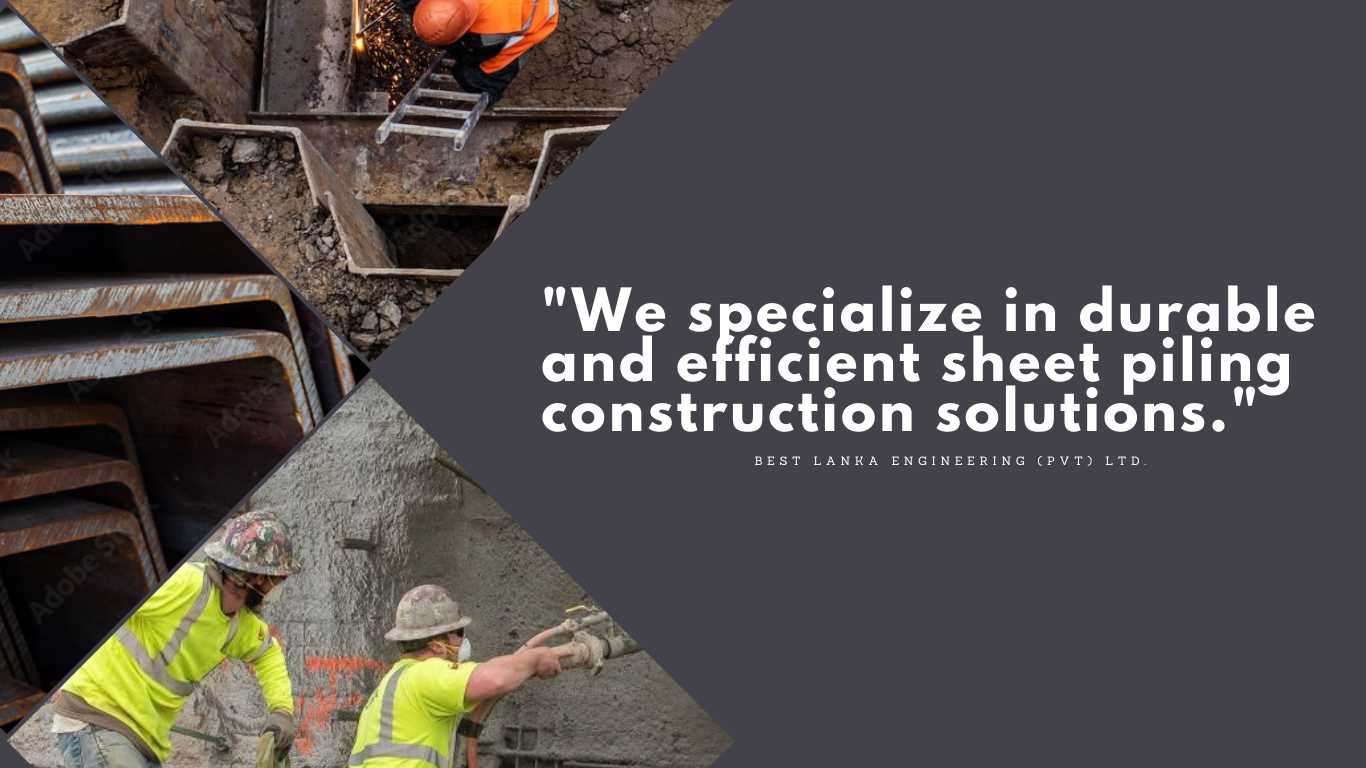 "We specialize in durable
and efficient sheet piling
construction solutions."
BEST LANKA ENGINEERING (PVT) LTD.